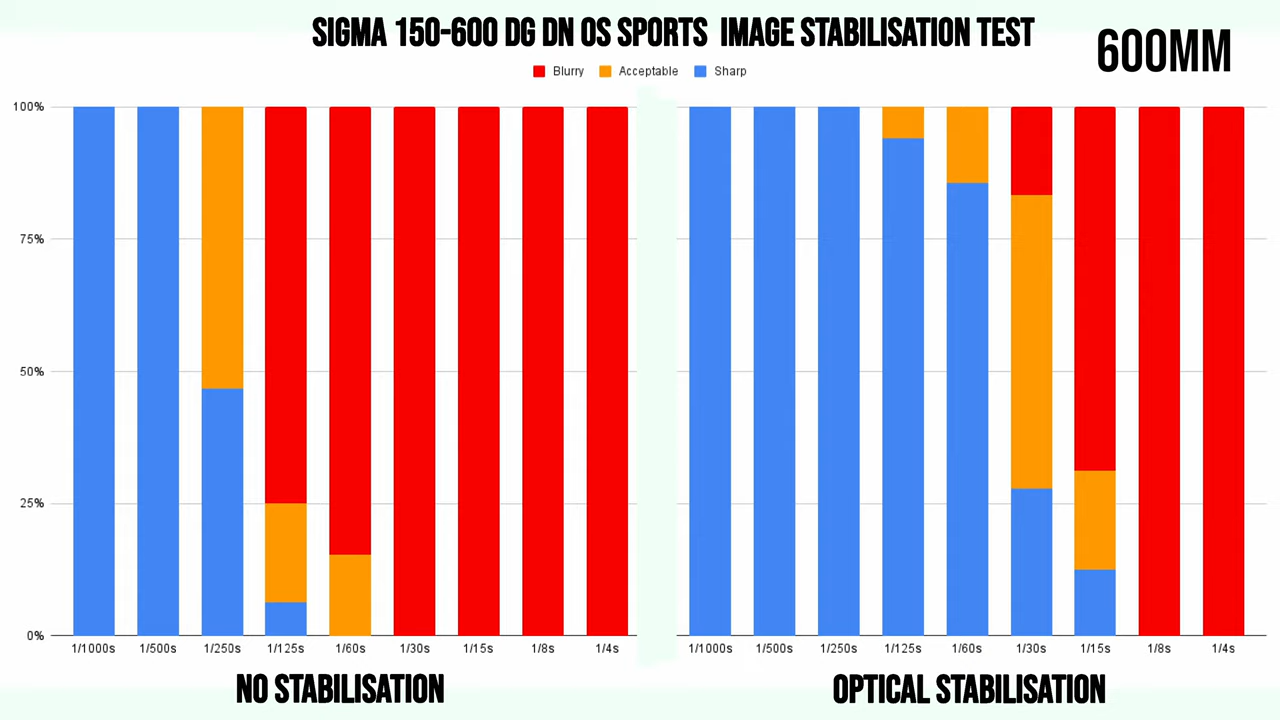 SIGMA 150-600 DG DN OS SPORTS IMAGE STABILISATION TEST
600MM
Blurry Acceptable Sharp
100%
75%
50%
25%
0%
1/1000s 1/500s 1/250s 1/125s 1/60s 1/30s 1/15s 1/8s 1/4s
1/1000s 1/500s 1/250s 1/125s 1/60s 1/30s 1/15s 1/8s 1/4s
NO STABILISATION
OPTICAL STABILISATION